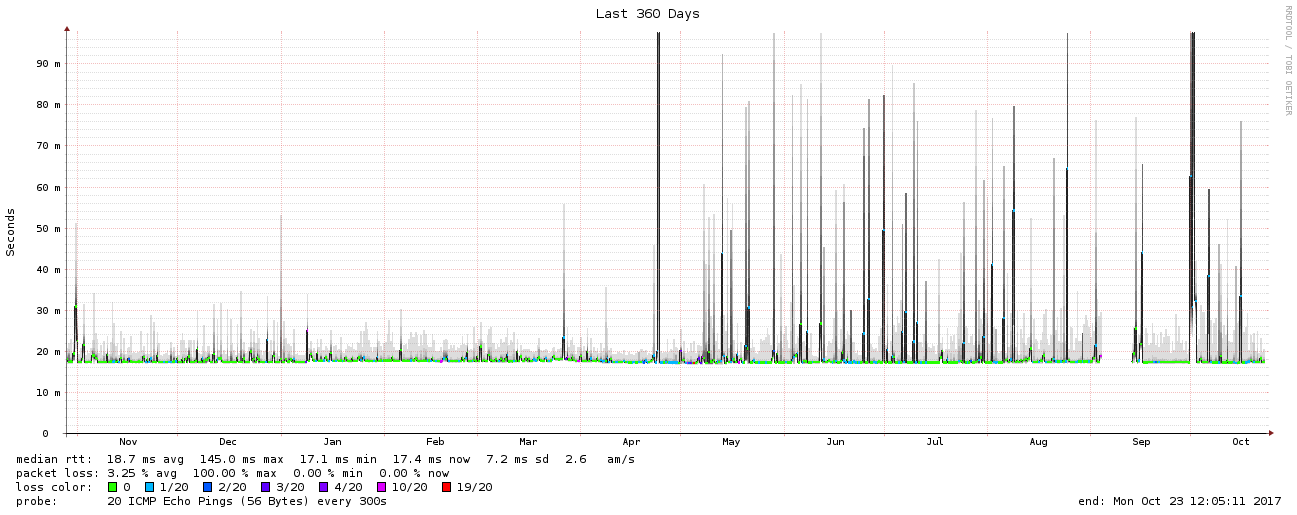 Last 360 Days
RRDTOOL / TOBI OETIKER
Seconds
90 m
80 m
70 m
60 m
50 m
40 m
30 m
20 m
10 m
0
Nov Dec Jan Feb Mar Apr May Jun Jul Aug Sep Oct
median rtt: 18.7 ms avg 145.0 ms max 17.1 ms min 17.4 ms now 7.2 ms sd 2.6 am/s
packet loss: 3.25 % avg 100.00 % max 0.00 % min 0.00 % now
loss color: 0 1/20 2/20 3/20 4/20 10/20 19/20
probe: 20 ICMP Echo Pings (56 Bytes) every 300s end: Mon Oct 23 12:05:11 2017